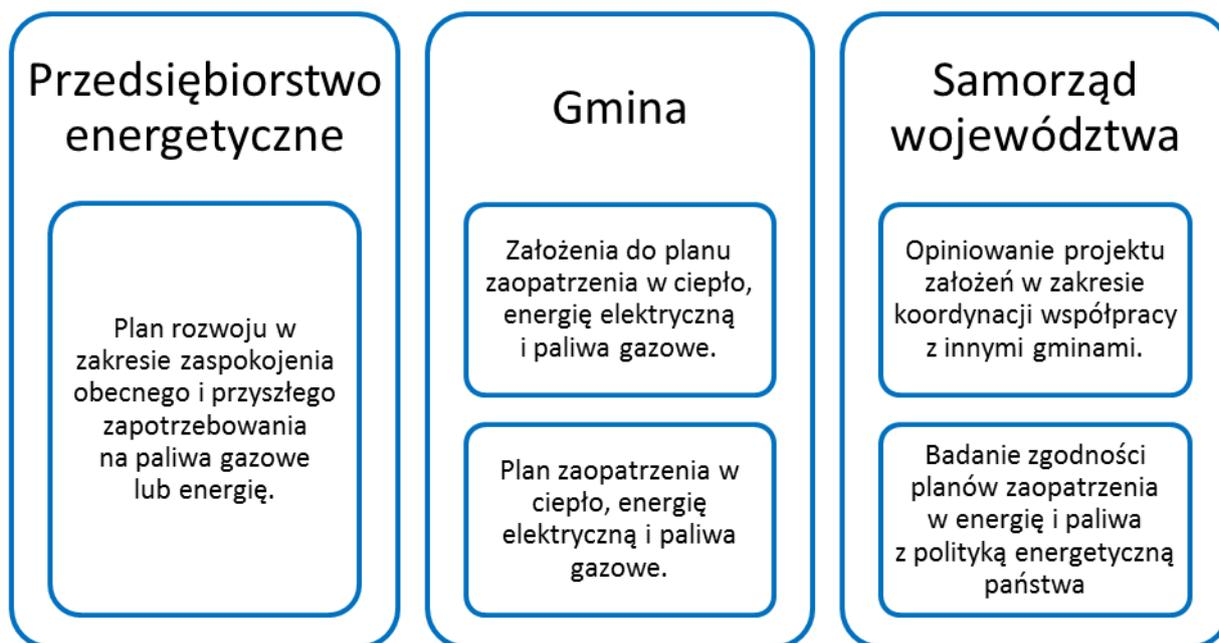 Przedsiębiorstwo
energetyczne
Plan rozwoju w
zakresie zaspokojenia
obecnego i przyszłego
zapotrzebowania
na paliwa gazowe
lub energię.
Gmina
Założenia do planu
zaopatrzenia w ciepło,
energię elektryczną
i paliwa gazowe.
Plan zaopatrzenia w
ciepło, energię
elektryczną i paliwa
gazowe.
Samorząd
województwa
Opiniowanie projektu
założeń w zakresie
koordynacji współpracy
z innymi gminami.
Badanie zgodności
planów zaopatrzenia
w energię i paliwa
z polityką energetyczną
państwa